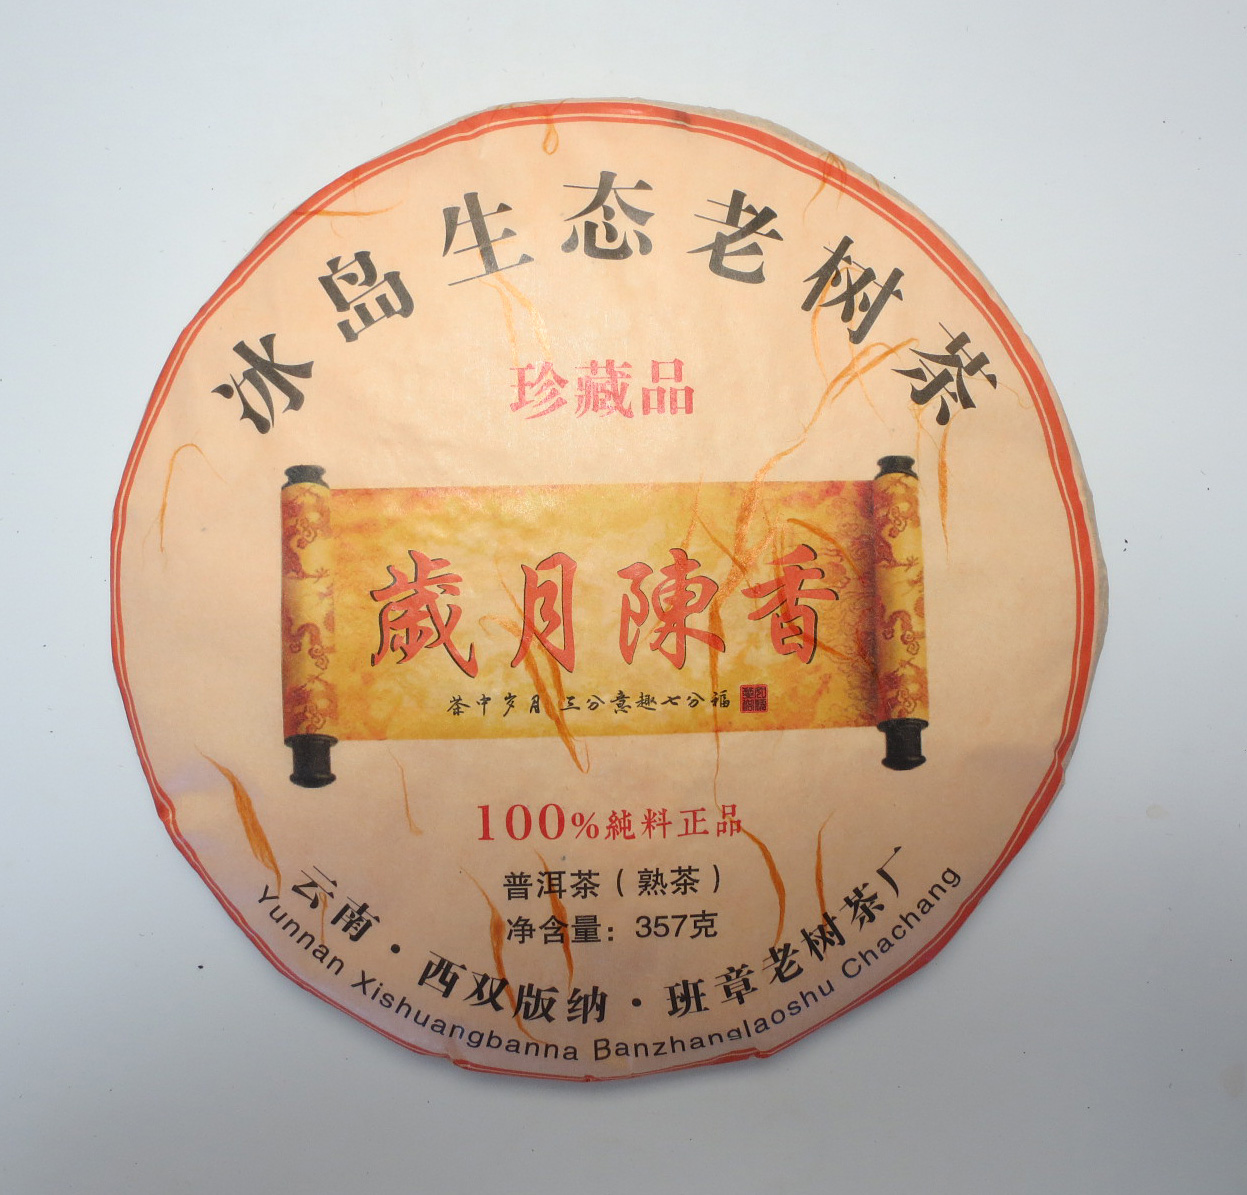 冰岛生态老树茶
珍藏品
歲月陳香
茶中岁月 三分意趣七分福
100%純料正品
普洱茶(熟茶)
净含量：357克
云南·西双版纳·班章老树茶厂
Yunnan Xishuangbanna Banzhanglaoshu Chachang